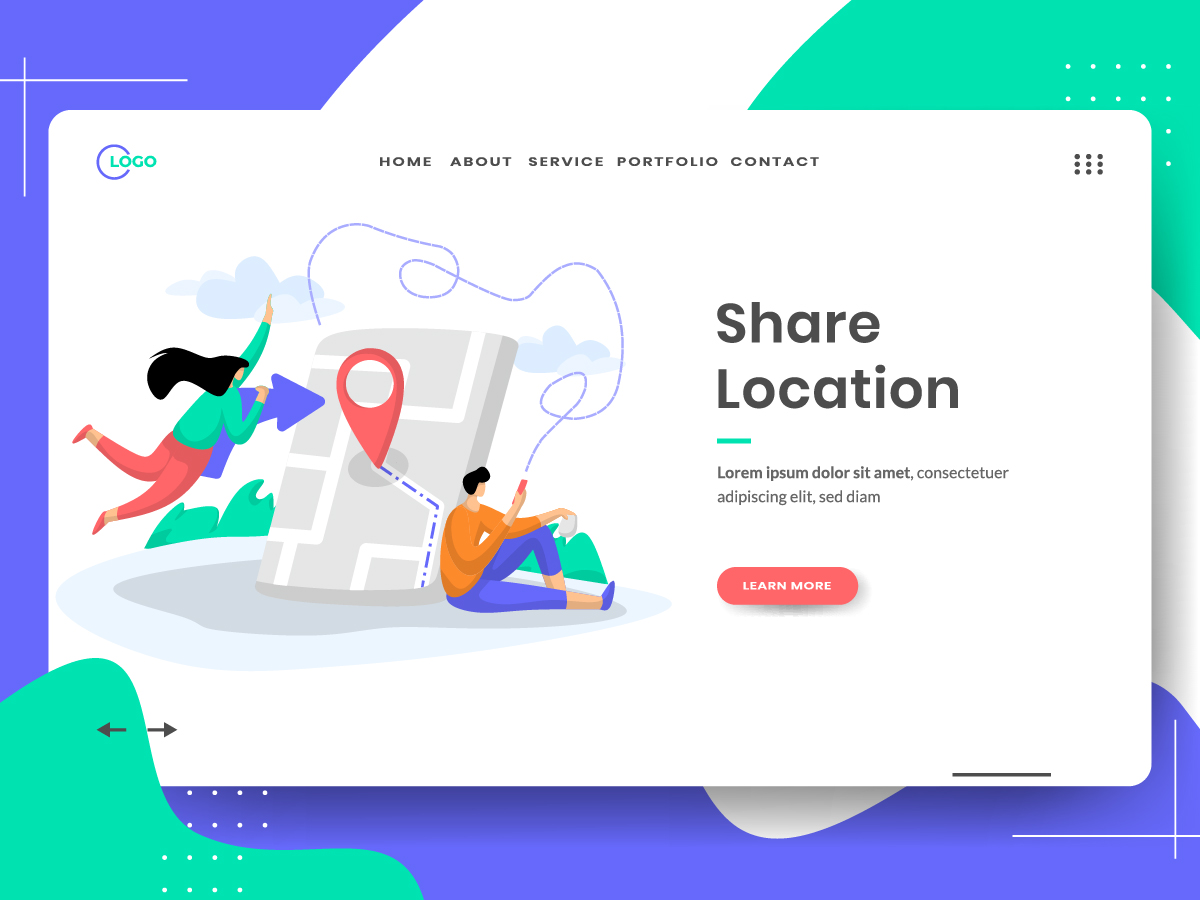 LOGO
HOME ABOUT SERVICE PORTFOLIO CONTACT
Share
Location
Lorem ipsum dolor sit amet, consectetuer
adipiscing elit, sed diam
LEARN MORE